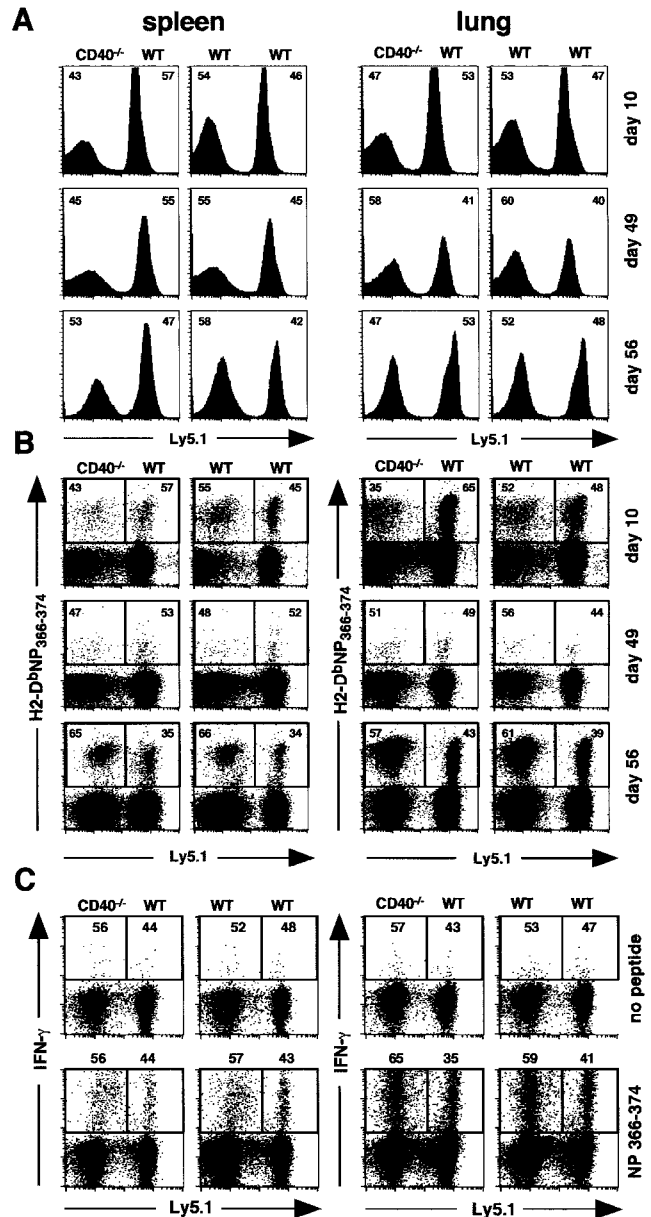 A
spleen
lung
CD40-/- WT WT WT
CD40-/- WT WT WT
43 57 54 46 47 53 53 47
day 10
45 55 55 45 58 41 60 40
day 49
53 47 58 42 47 53 52 48
day 56
Ly5.1
Ly5.1
B
CD40-/- WT WT WT
CD40-/- WT WT WT
43 57 55 45 35 65 52 48
day 10
47 53 48 52 51 49 56 44
day 49
65 35 66 34 57 43 61 39
day 56
H2-DbNP366-374
H2-DbNP366-374
Ly5.1
Ly5.1
C
CD40-/- WT WT WT
CD40-/- WT WT WT
56 44 52 48 57 43 53 47
no peptide
56 44 57 43 65 35 59 41
NP 366-374
IFN-γ
IFN-γ
Ly5.1
Ly5.1